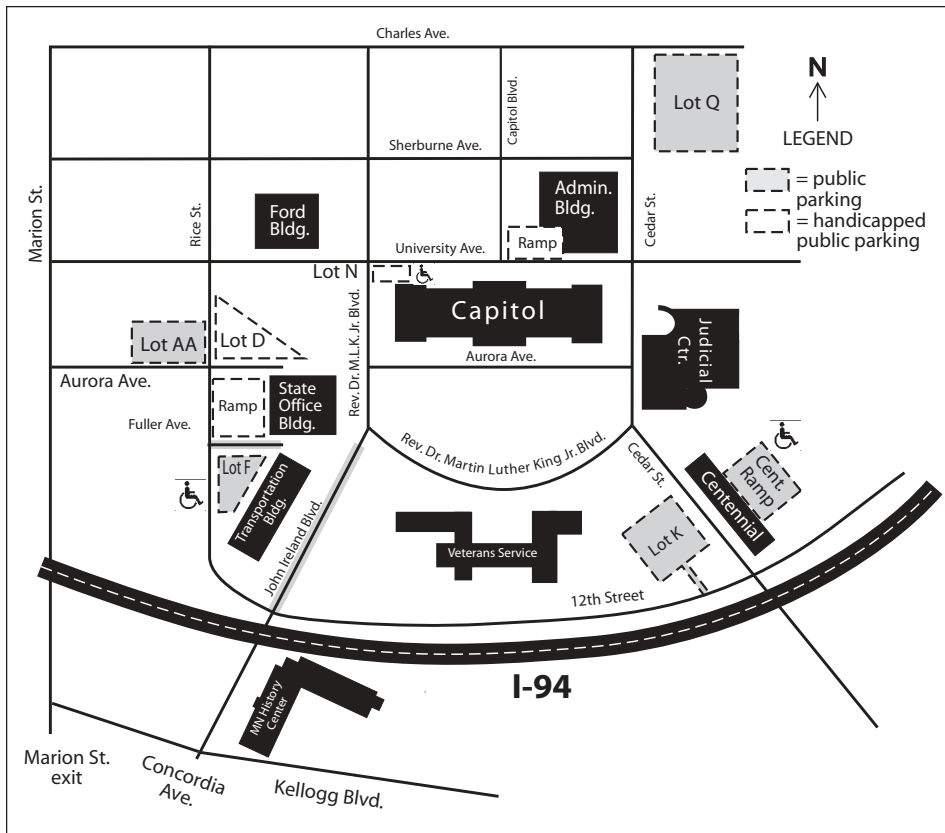 Charles Ave.
Capitol Blvd.
Lot Q
N
LEGEND
= public
parking
= handicapped
public parking
Sherburne Ave.
Marion St.
Rice St.
Ford
Bldg.
Admin.
Bldg.
Cedar St.
Ramp
University Ave.
Lot N
Rev. Dr. M.L.K. Jr. Blvd.
Capitol
Judicial
Ctr.
Lot AA
Lot D
Aurora Ave.
Aurora Ave.
Ramp
State
Office
Bldg.
Fuller Ave.
Rev. Dr. Martin Luther King Jr. Blvd.
Cedar St.
Lot F
Transportation
Bldg.
John Ireland Blvd.
Cent.
Ramp
Centennial
Lot K
Veterans Service
12th Street
I-94
MN History
Center
Marion St.
exit
Concordia
Ave.
Kellogg Blvd.